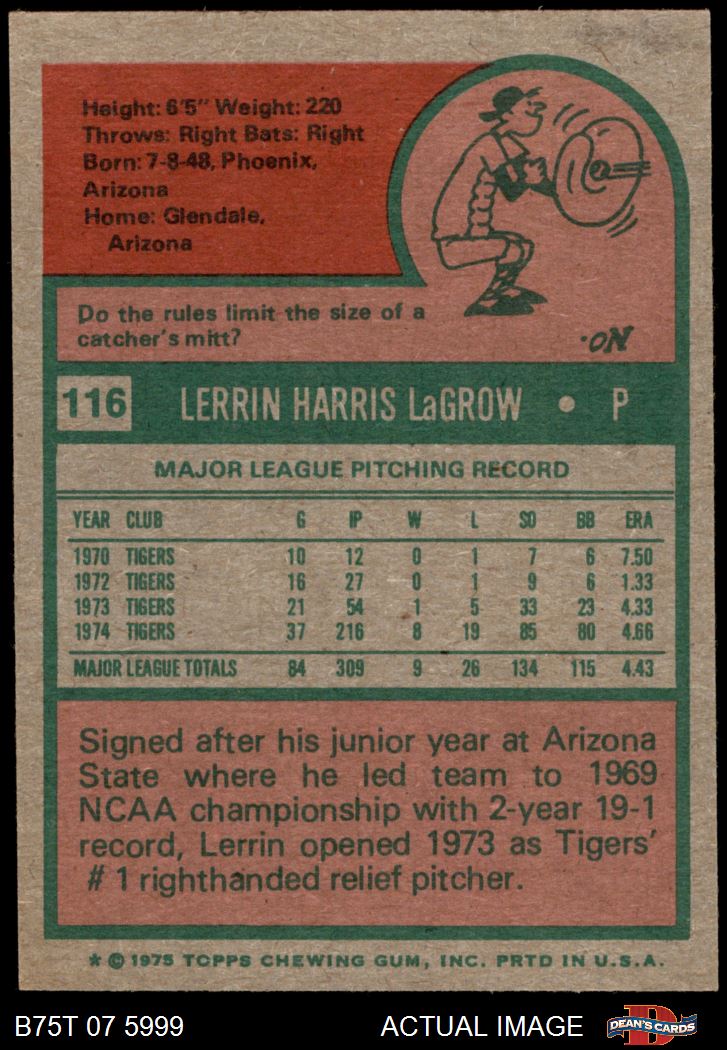 Height: 6'5" Weight: 220
Throws: Right Bats: Right
Born: 7-8-48, Phoenix,
Arizona
Home: Glendale,
Arizona
Do the rules limit the size of a
catcher's mitt?
No.
116 LERRIN HARRIS LaGROW • P
MAJOR LEAGUE PITCHING RECORD
YEAR CLUB G IP W L SO BB ERA
1970 TIGERS 10 12 0 1 7 6 7.50
1972 TIGERS 16 27 0 1 9 6 1.33
1973 TIGERS 21 54 1 5 33 23 4.33
1974 TIGERS 37 216 8 19 85 80 4.66
MAJOR LEAGUE TOTALS 84 309 9 26 134 115 4.43
Signed after his junior year at Arizona
State where he led team to 1969
NCAA championship with 2-year 19-1
record, Lerrin opened 1973 as Tigers'
# 1 righthanded relief pitcher.
* © 1975 TOPPS CHEWING GUM, INC. PRTD IN U.S.A.
B75T 07 5999 ACTUAL IMAGE D DEAN'S CARDS